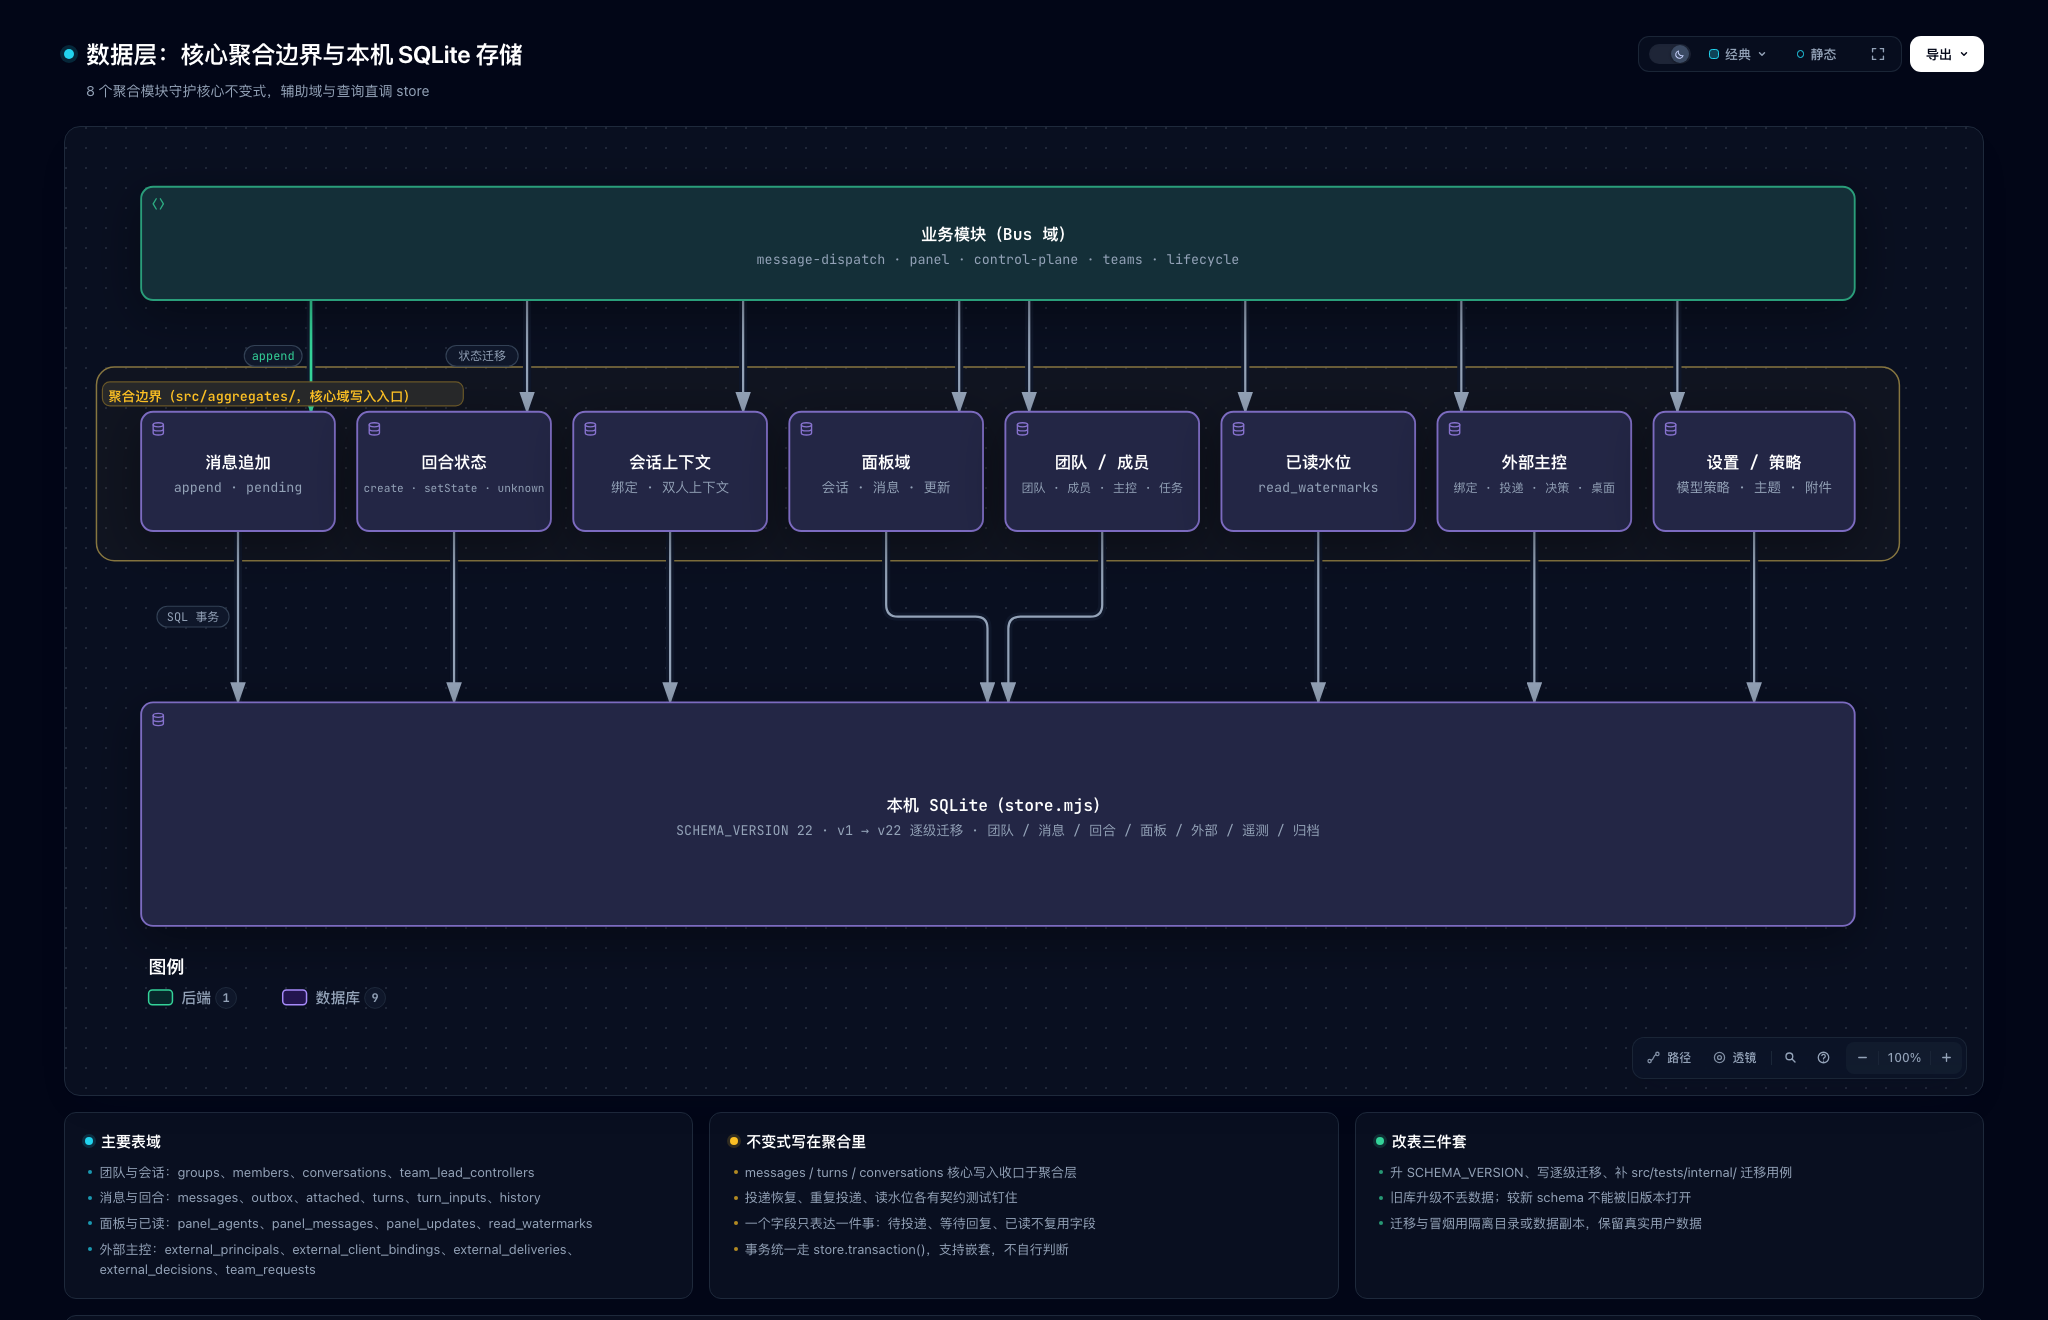 数据层：核心聚合边界与本机 SQLite 存储
8 个聚合模块守护核心不变式，辅助域与查询直调 store
经典
静态
导出
业务模块（Bus 域）
message-dispatch · panel · control-plane · teams · lifecycle
append
状态迁移
聚合边界（src/aggregates/，核心域写入入口）
消息追加
append · pending
回合状态
create · setState · unknown
会话上下文
绑定 · 双人上下文
面板域
会话 · 消息 · 更新
团队 / 成员
团队 · 成员 · 主控 · 任务
已读水位
read_watermarks
外部主控
绑定 · 投递 · 决策 · 桌面
设置 / 策略
模型策略 · 主题 · 附件
SQL 事务
本机 SQLite（store.mjs）
SCHEMA_VERSION 22 · v1 → v22 逐级迁移 · 团队 / 消息 / 回合 / 面板 / 外部 / 遥测 / 归档
图例
后端 1
数据库 9
路径
透镜
100%
主要表域
团队与会话：groups、members、conversations、team_lead_controllers
消息与回合：messages、outbox、attached、turns、turn_inputs、history
面板与已读：panel_agents、panel_messages、panel_updates、read_watermarks
外部主控：external_principals、external_client_bindings、external_deliveries、
external_decisions、team_requests
不变式写在聚合里
messages / turns / conversations 核心写入收口于聚合层
投递恢复、重复投递、读水位各有契约测试钉住
一个字段只表达一件事：待投递、等待回复、已读不复用字段
事务统一走 store.transaction()，支持嵌套，不自行判断
改表三件套
升 SCHEMA_VERSION、写逐级迁移、补 src/tests/internal/ 迁移用例
旧库升级不丢数据；较新 schema 不能被旧版本打开
迁移与冒烟用隔离目录或数据副本，保留真实用户数据